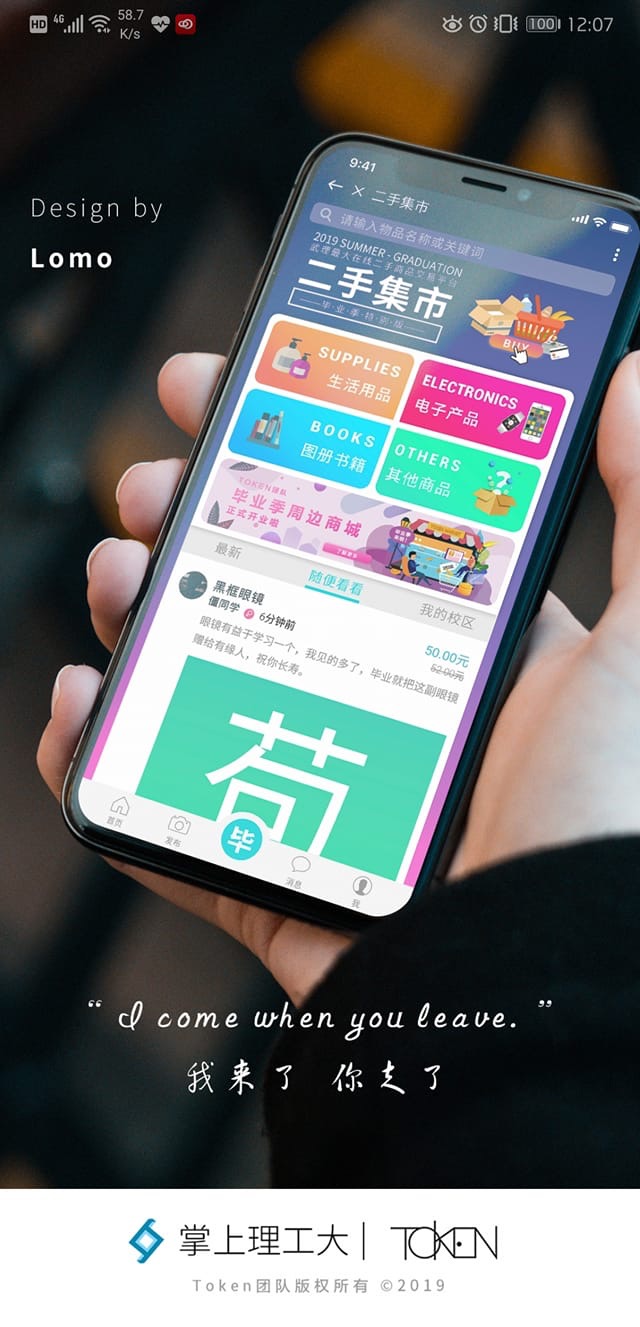 HD 4G 58.7 K/s 100 12:07
Design by
Lomo
9:41
二手集市
请输入物品名称或关键词
2019 SUMMER - GRADUATION
武理最大在线二手商品交易平台
二手集市
毕业季特别版
BUY
SUPPLIES
生活用品
ELECTRONICS
电子产品
BOOKS
图册书籍
OTHERS
其他商品
TOKEN团队
毕业季周边商城
正式开业啦
了解更多
最新
随便看看
我的校区
黑框眼镜
僵同学 6分钟前
50.00元
52.00元
眼镜有益于学习一个，我见的多了，毕业就把这副眼镜
赠给有缘人，祝你长寿。
苟
首页
发布
毕
消息
我
“ I come when you leave. ”
我来了 你走了
掌上理工大 | TOKEN
Token团队版权所有 ©2019